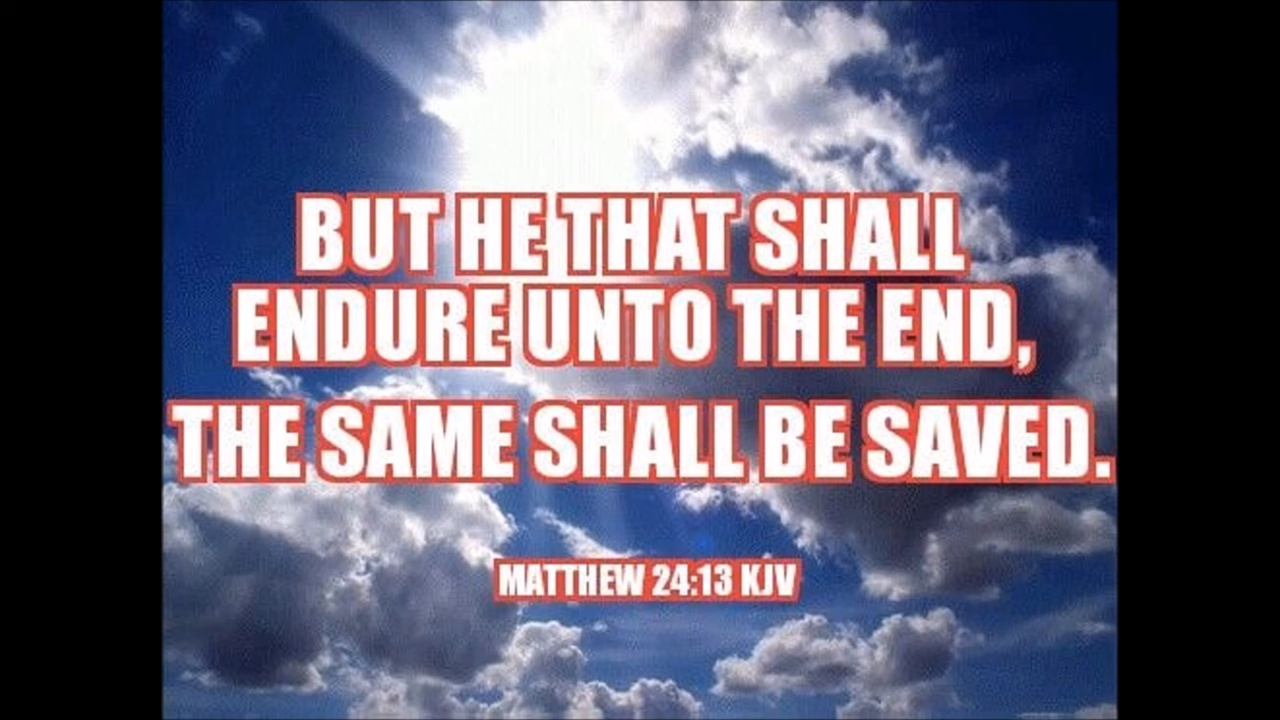 BUT HE THAT SHALL
ENDURE UNTO THE END,
THE SAME SHALL BE SAVED.
MATTHEW 24:13 KJV